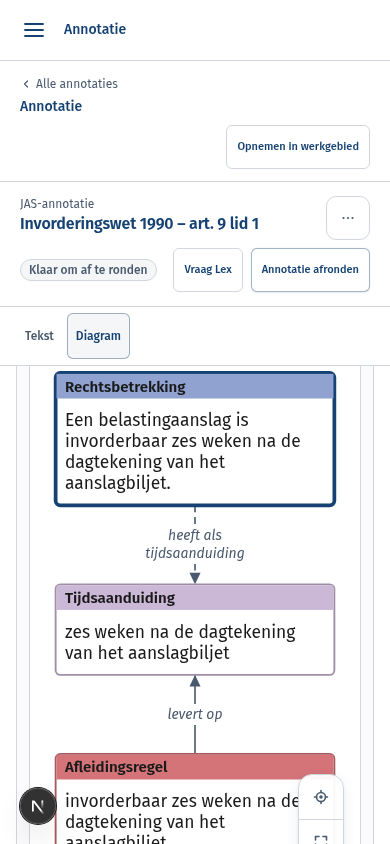 Annotatie
Alle annotaties
Annotatie
Opnemen in werkgebied
JAS-annotatie
Invorderingswet 1990 – art. 9 lid 1
...
Klaar om af te ronden
Vraag Lex
Annotatie afronden
Tekst
Diagram
Rechtsbetrekking
Een belastingaanslag is
invorderbaar zes weken na de
dagtekening van het
aanslagbiljet.
heeft als
tijdsaanduiding
Tijdsaanduiding
zes weken na de dagtekening
van het aanslagbiljet
levert op
Afleidingsregel
invorderbaar zes weken na de
dagtekening van het
aanslagbiljet
N